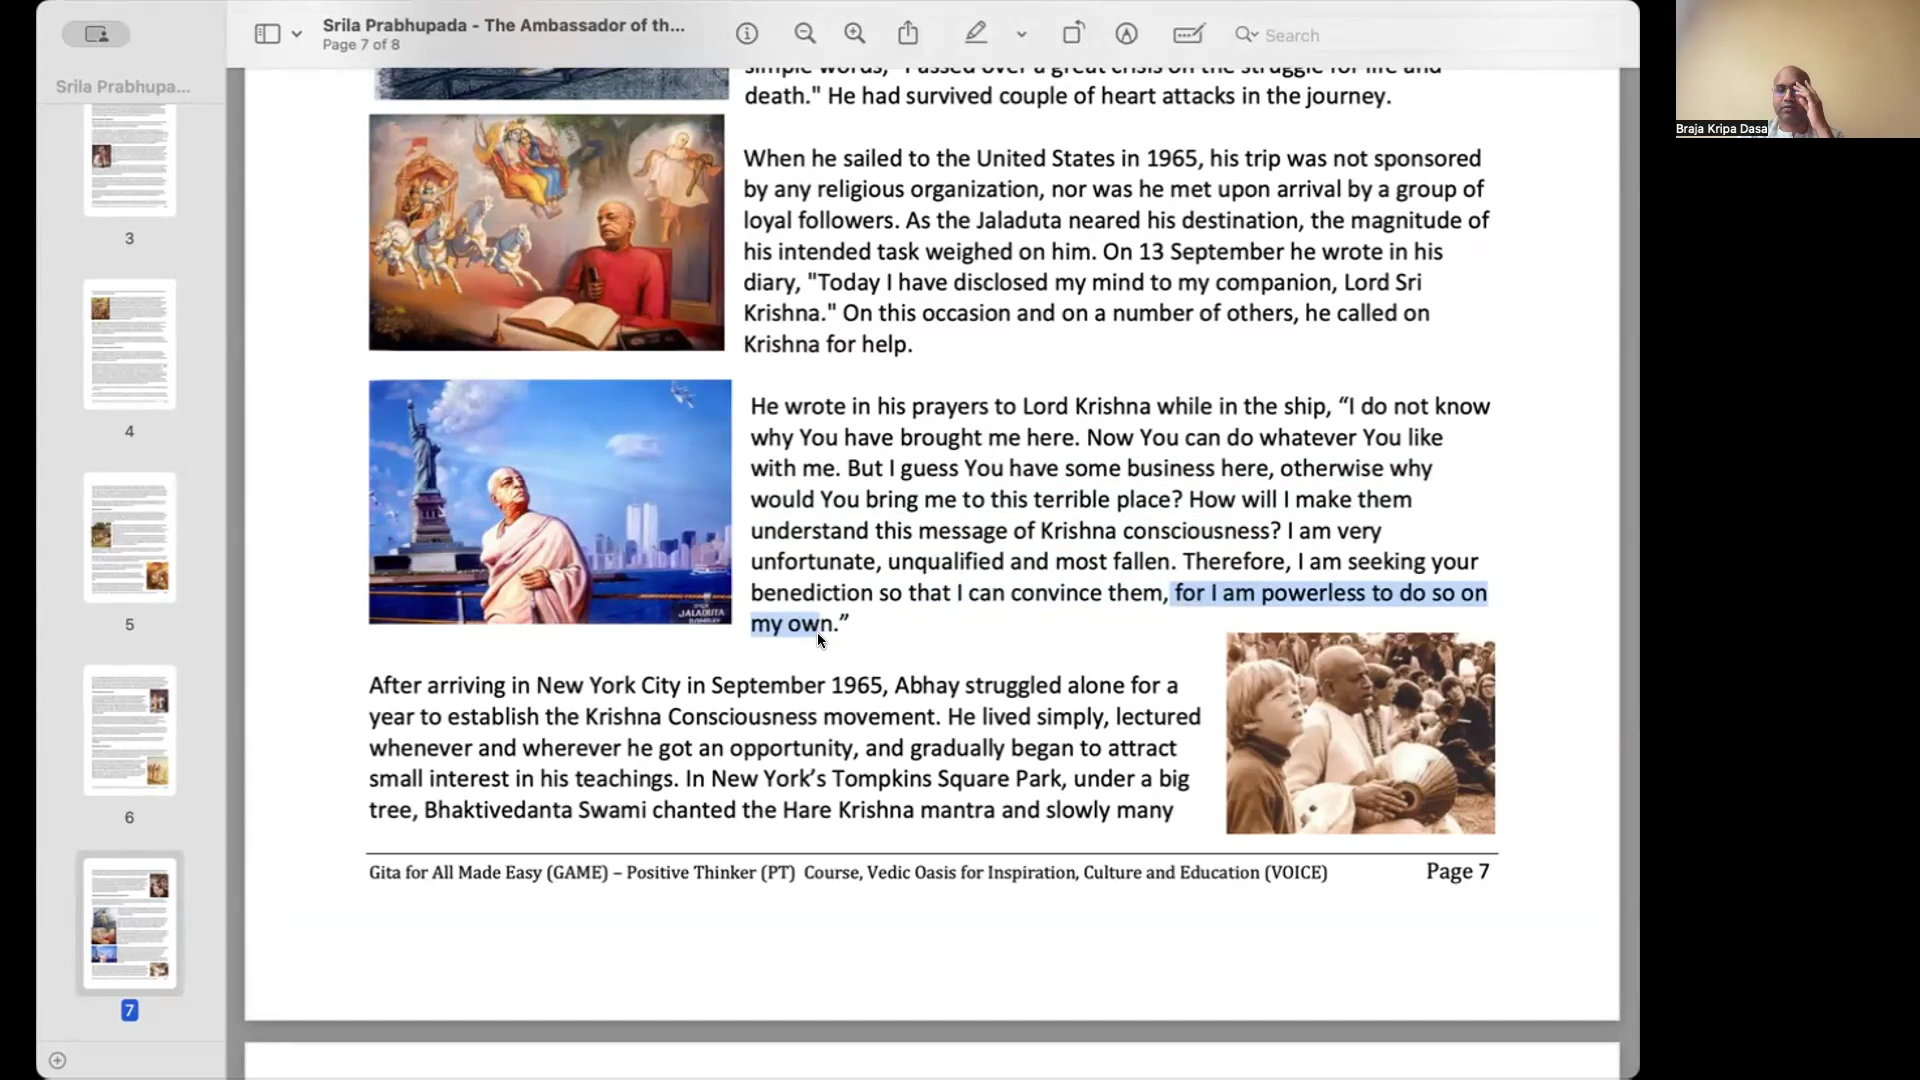 Srila Prabhupada - The Ambassador of th...
Page 7 of 8
Search
Srila Prabhupa...
3
4
5
6
7
simple words, "I passed over a great crisis on the struggle for life and
death." He had survived couple of heart attacks in the journey.
When he sailed to the United States in 1965, his trip was not sponsored
by any religious organization, nor was he met upon arrival by a group of
loyal followers. As the Jaladuta neared his destination, the magnitude of
his intended task weighed on him. On 13 September he wrote in his
diary, "Today I have disclosed my mind to my companion, Lord Sri
Krishna." On this occasion and on a number of others, he called on
Krishna for help.
He wrote in his prayers to Lord Krishna while in the ship, “I do not know
why You have brought me here. Now You can do whatever You like
with me. But I guess You have some business here, otherwise why
would You bring me to this terrible place? How will I make them
understand this message of Krishna consciousness? I am very
unfortunate, unqualified and most fallen. Therefore, I am seeking your
benediction so that I can convince them, for I am powerless to do so on
my own.”
JALADUTA
After arriving in New York City in September 1965, Abhay struggled alone for a
year to establish the Krishna Consciousness movement. He lived simply, lectured
whenever and wherever he got an opportunity, and gradually began to attract
small interest in his teachings. In New York’s Tompkins Square Park, under a big
tree, Bhaktivedanta Swami chanted the Hare Krishna mantra and slowly many
Gita for All Made Easy (GAME) – Positive Thinker (PT) Course, Vedic Oasis for Inspiration, Culture and Education (VOICE)
Page 7
Braja Kripa Dasa